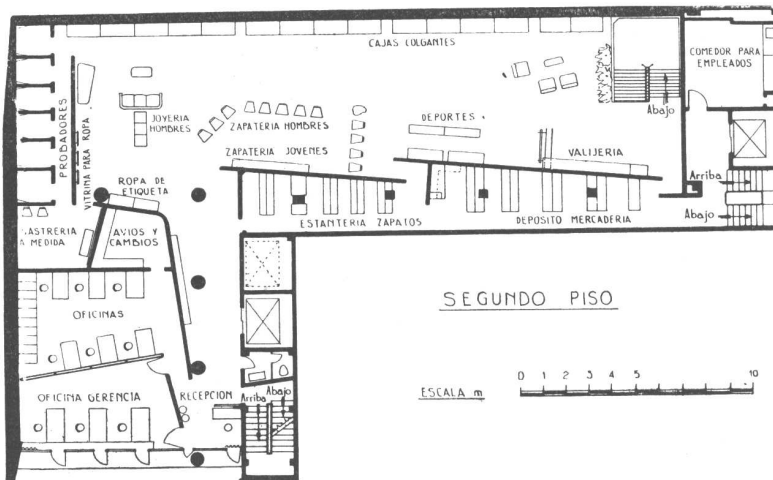 CAJAS COLGANTES
COMEDOR PARA
EMPLEADOS
Abajo
PROBADORES
VITRINA PARA ROPA
JOYERIA
HOMBRES
ZAPATERIA HOMBRES
DEPORTES
ZAPATERIA JOVENES
VALIJERIA
ROPA DE
ETIQUETA
Arriba
Abajo
ESTANTERIA ZAPATOS
DEPOSITO MERCADERIA
SASTRERIA
A MEDIDA
AVIOS Y
CAMBIOS
OFICINAS
SEGUNDO PISO
OFICINA GERENCIA
RECEPCION
Arriba
Abajo
ESCALA m
0 1 2 3 4 5 10